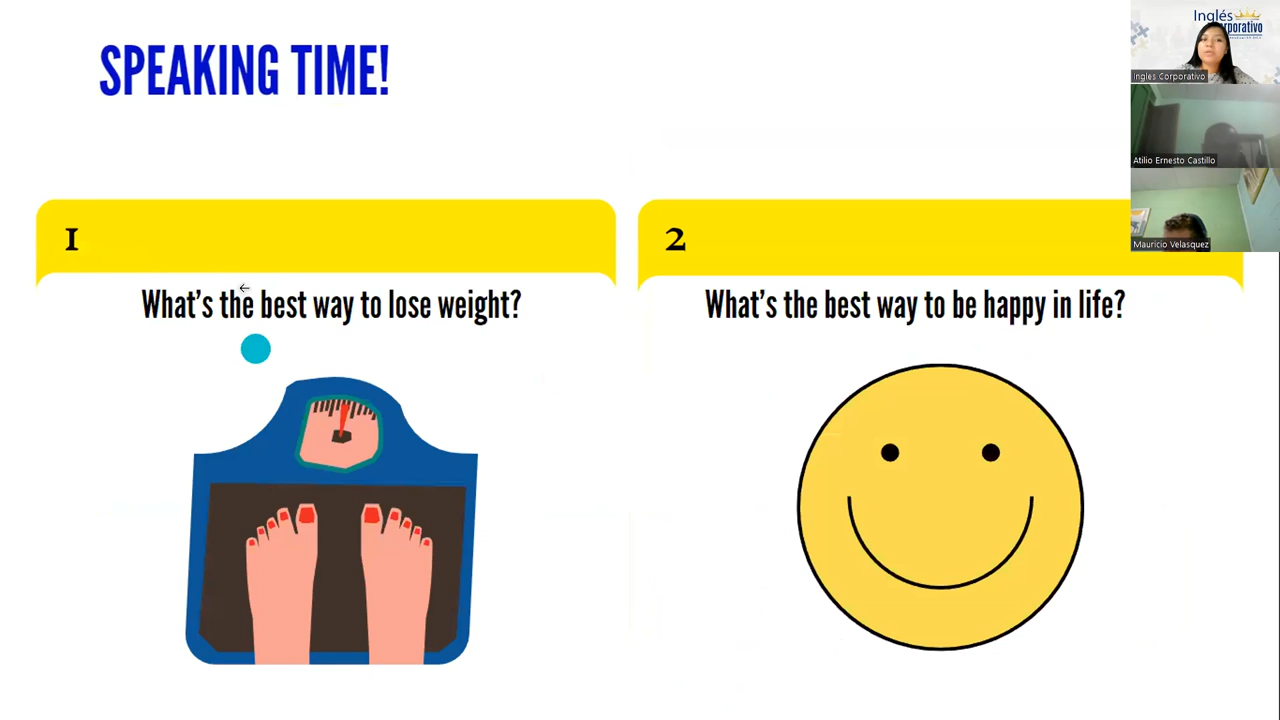 SPEAKING TIME!
1
What's the best way to lose weight?
2
What's the best way to be happy in life?
Inglés
Corporativo
Ingles Corporativo
Atilio Ernesto Castillo
Mauricio Velasquez